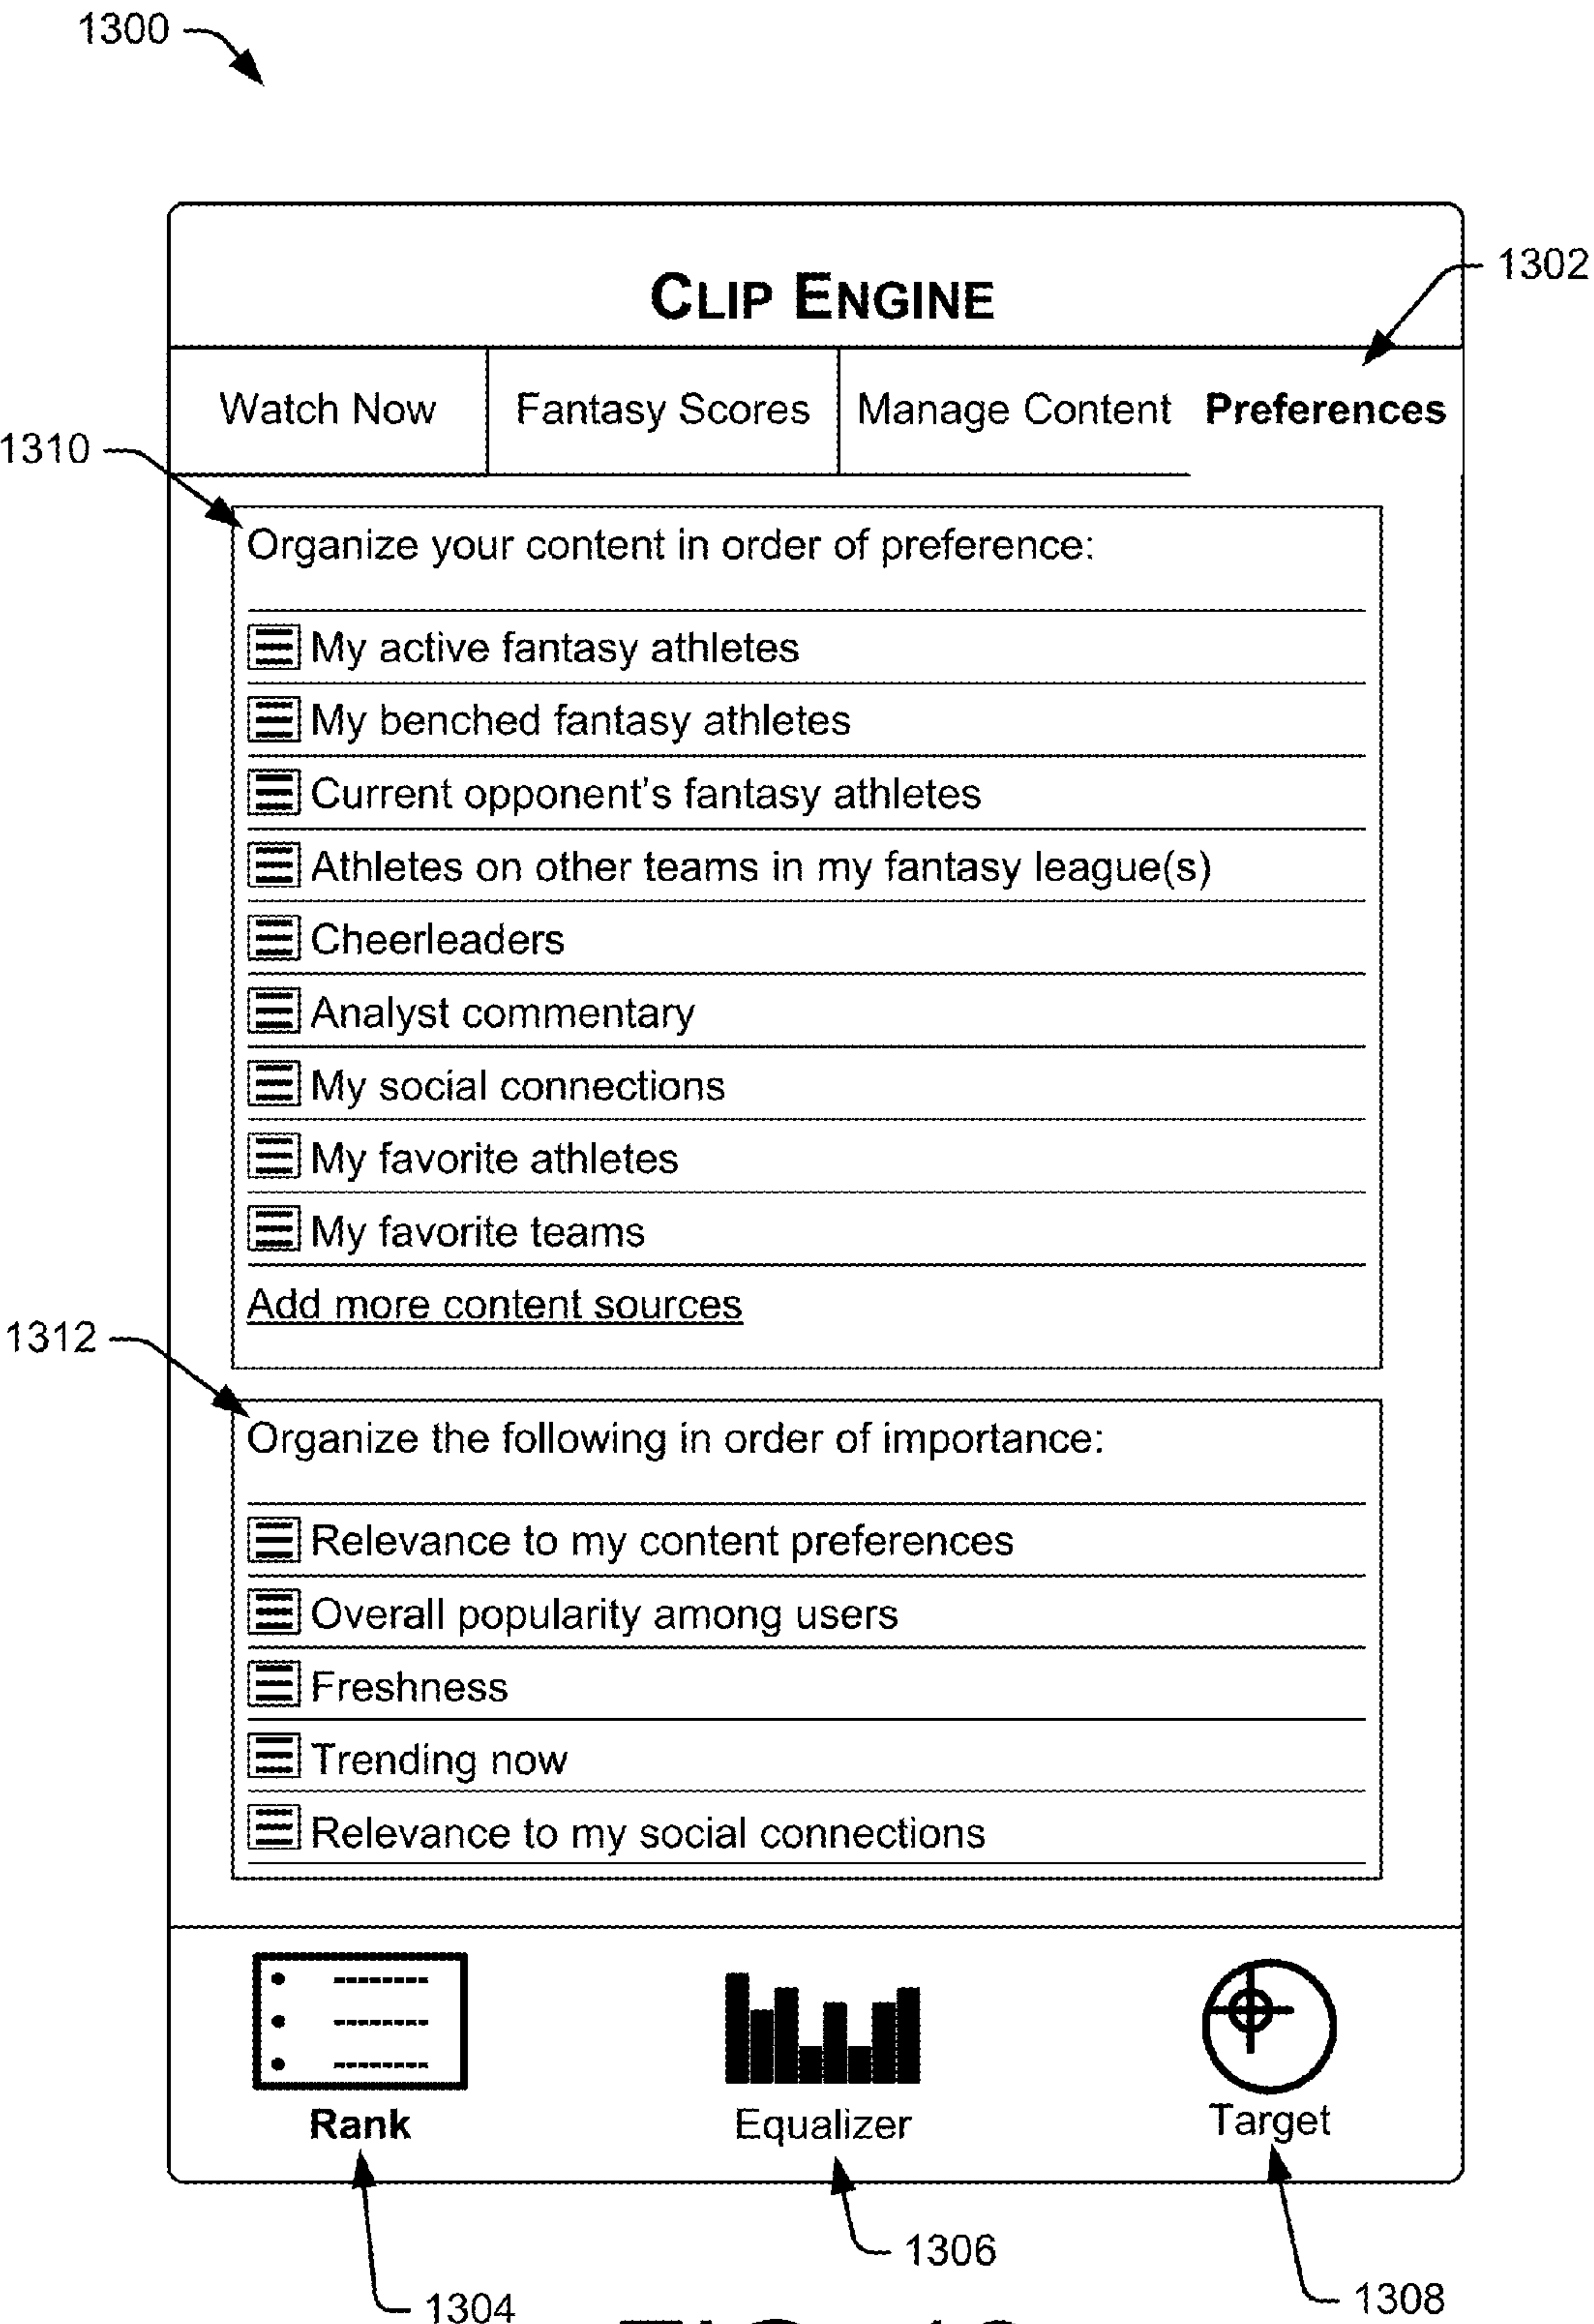 1300
CLIP ENGINE
1302
Watch Now Fantasy Scores Manage Content Preferences
1310
Organize your content in order of preference:
My active fantasy athletes
My benched fantasy athletes
Current opponent's fantasy athletes
Athletes on other teams in my fantasy league(s)
Cheerleaders
Analyst commentary
My social connections
My favorite athletes
My favorite teams
Add more content sources
1312
Organize the following in order of importance:
Relevance to my content preferences
Overall popularity among users
Freshness
Trending now
Relevance to my social connections
Rank Equalizer Target
1306
1304
1308